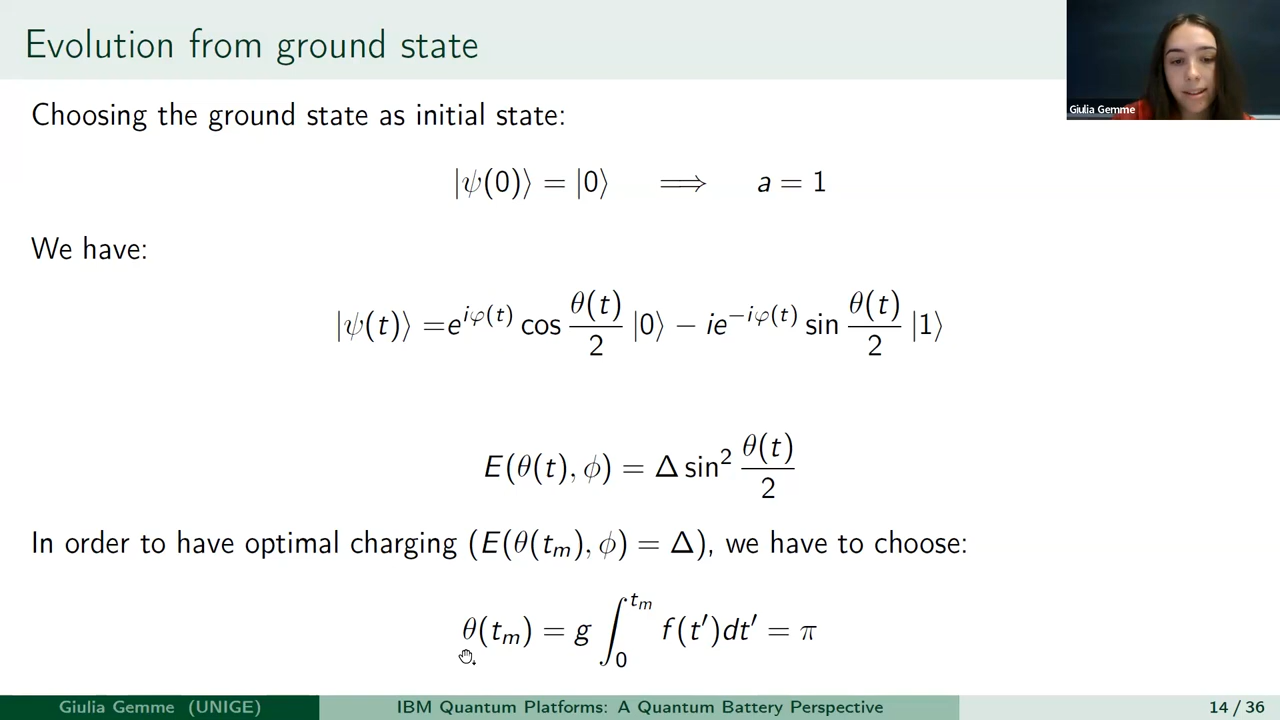 Evolution from ground state
Giulia Gemme
Choosing the ground state as initial state:
|ψ(0)⟩ = |0⟩ ⟹ a = 1
We have:
|ψ(t)⟩ =e^{iφ(t)} cos θ(t)/2 |0⟩ − ie^{−iφ(t)} sin θ(t)/2 |1⟩
E(θ(t), ϕ) = Δ sin² θ(t)/2
In order to have optimal charging (E(θ(t_m), ϕ) = Δ), we have to choose:
θ(t_m) = g ∫_0^{t_m} f(t′)dt′ = π
Giulia Gemme (UNIGE) IBM Quantum Platforms: A Quantum Battery Perspective 14 / 36